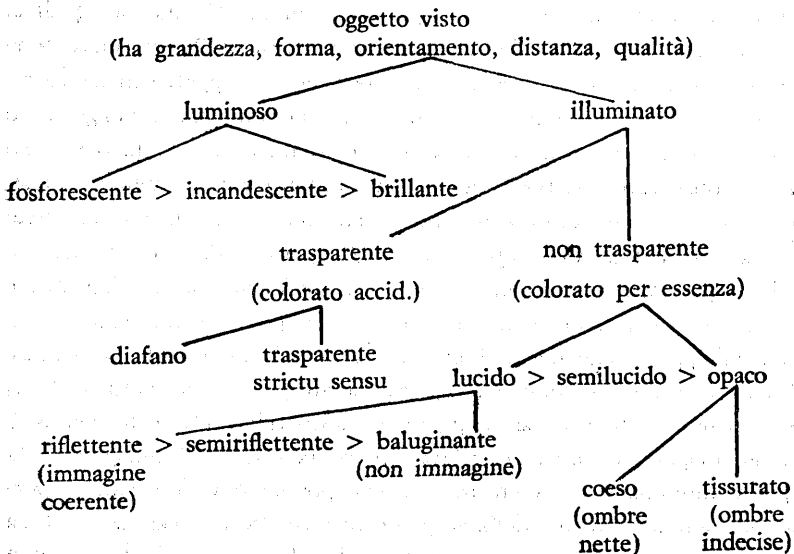 oggetto visto
(ha grandezza, forma, orientamento, distanza, qualità)
luminoso illuminato
fosforescente > incandescente > brillante
trasparente non trasparente
(colorato accid.) (colorato per essenza)
diafano trasparente
strictu sensu
lucido > semilucido > opaco
riflettente > semiriflettente > baluginante
(immagine (non immagine)
coerente)
coeso tissurato
(ombre (ombre
nette) indecise)